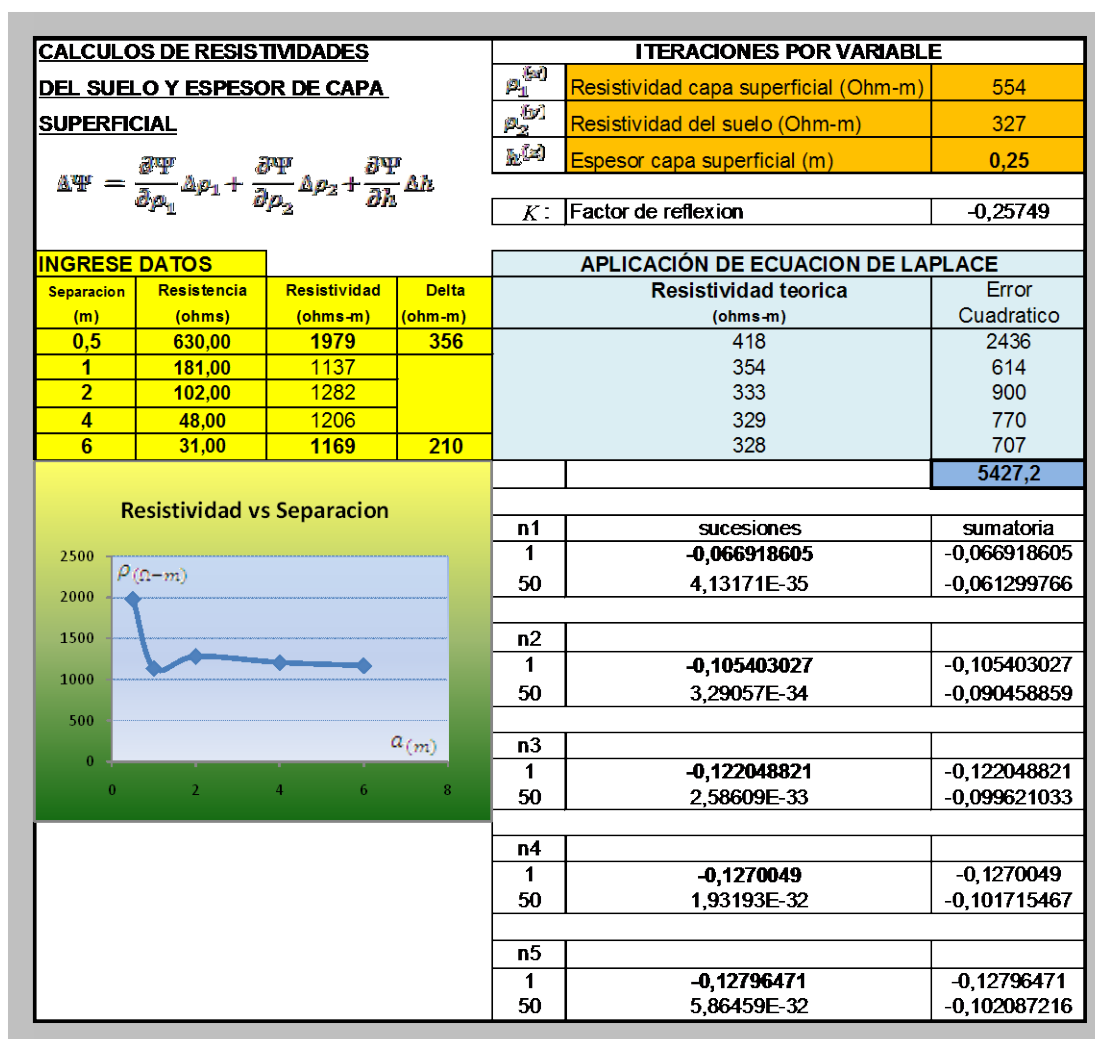 CALCULOS DE RESISTIVIDADES
DEL SUELO Y ESPESOR DE CAPA
SUPERFICIAL
ΔΨ = ∂Ψ/∂ρ₁ Δρ₁ + ∂Ψ/∂ρ₂ Δρ₂ + ∂Ψ/∂h Δh
ITERACIONES POR VARIABLE
ρ₁⁽ˣ⁾ Resistividad capa superficial (Ohm-m) 554
ρ₂⁽ʸ⁾ Resistividad del suelo (Ohm-m) 327
h⁽ᶻ⁾ Espesor capa superficial (m) 0,25
K: Factor de reflexion -0,25749
INGRESE DATOS
Separacion Resistencia Resistividad Delta
(m) (ohms) (ohms-m) (ohm-m)
0,5 630,00 1979 356
1 181,00 1137
2 102,00 1282
4 48,00 1206
6 31,00 1169 210
APLICACIÓN DE ECUACION DE LAPLACE
Resistividad teorica Error
(ohms-m) Cuadratico
418 2436
354 614
333 900
329 770
328 707
5427,2
Resistividad vs Separacion
ρ(Ω-m)
2500
2000
1500
1000
500
0
a(m)
0 2 4 6 8
n1 sucesiones sumatoria
1 -0,066918605 -0,066918605
50 4,13171E-35 -0,061299766
n2
1 -0,105403027 -0,105403027
50 3,29057E-34 -0,090458859
n3
1 -0,122048821 -0,122048821
50 2,58609E-33 -0,099621033
n4
1 -0,1270049 -0,1270049
50 1,93193E-32 -0,101715467
n5
1 -0,12796471 -0,12796471
50 5,86459E-32 -0,102087216